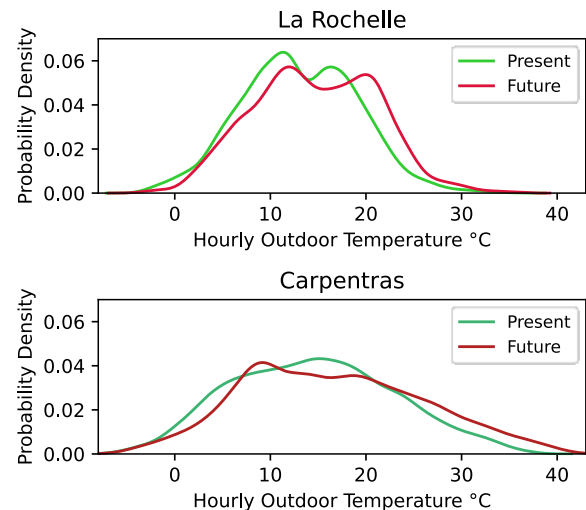 La Rochelle
Probability Density
0.06
0.04
0.02
0.00
Present
Future
0 10 20 30 40
Hourly Outdoor Temperature °C
Carpentras
Probability Density
0.06
0.04
0.02
0.00
Present
Future
0 10 20 30 40
Hourly Outdoor Temperature °C